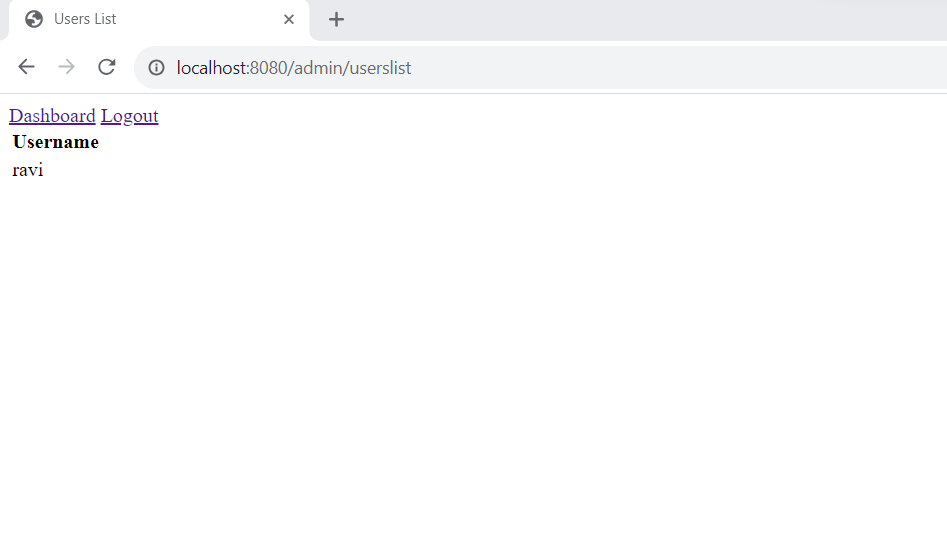 Users List
localhost:8080/admin/userslist
Dashboard Logout
Username
ravi